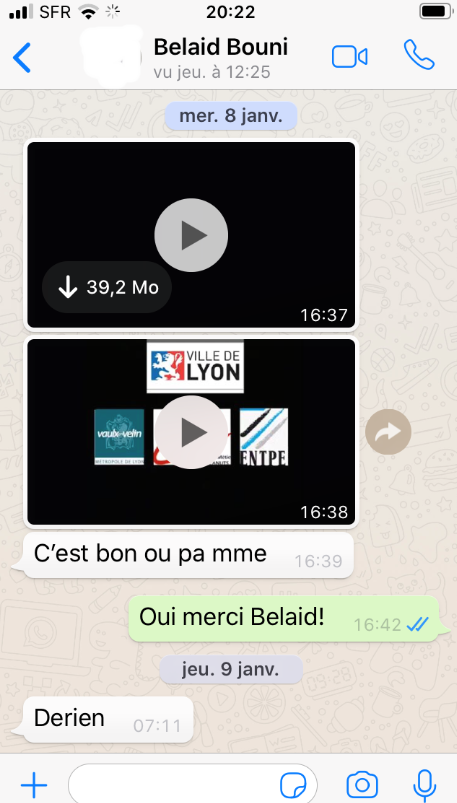 SFR 20:22
Belaid Bouni
vu jeu. à 12:25
mer. 8 janv.
39,2 Mo
16:37
VILLE DE
LYON
vaulx-velin
METROPOLE DE LYON
ENTPE
16:38
C’est bon ou pa mme 16:39
Oui merci Belaid! 16:42
jeu. 9 janv.
Derien 07:11